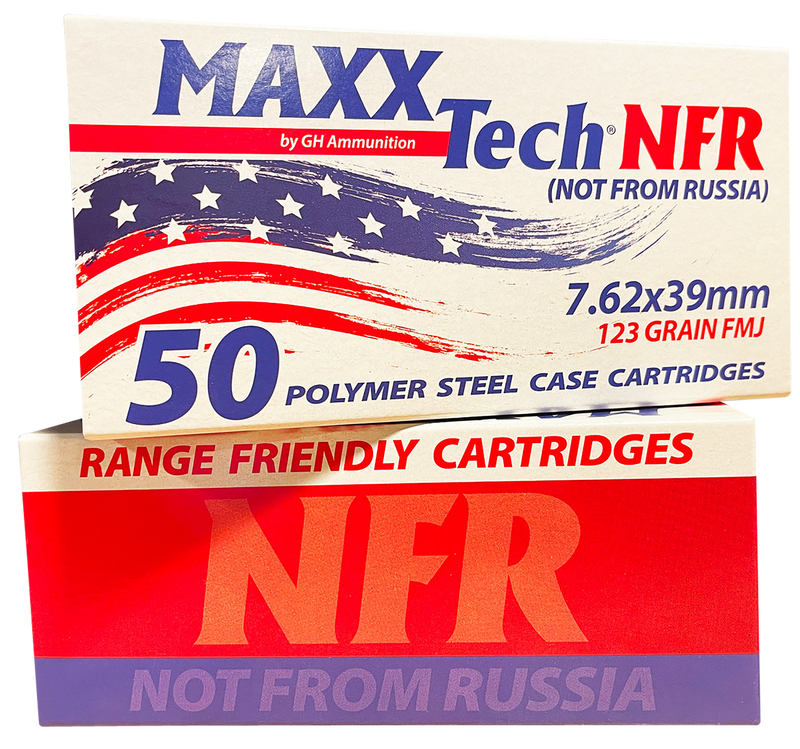 MAXX
Tech® NFR
by GH Ammunition
(NOT FROM RUSSIA)
7.62x39mm
123 GRAIN FMJ
50 POLYMER STEEL CASE CARTRIDGES
RANGE FRIENDLY CARTRIDGES
NFR
NOT FROM RUSSIA